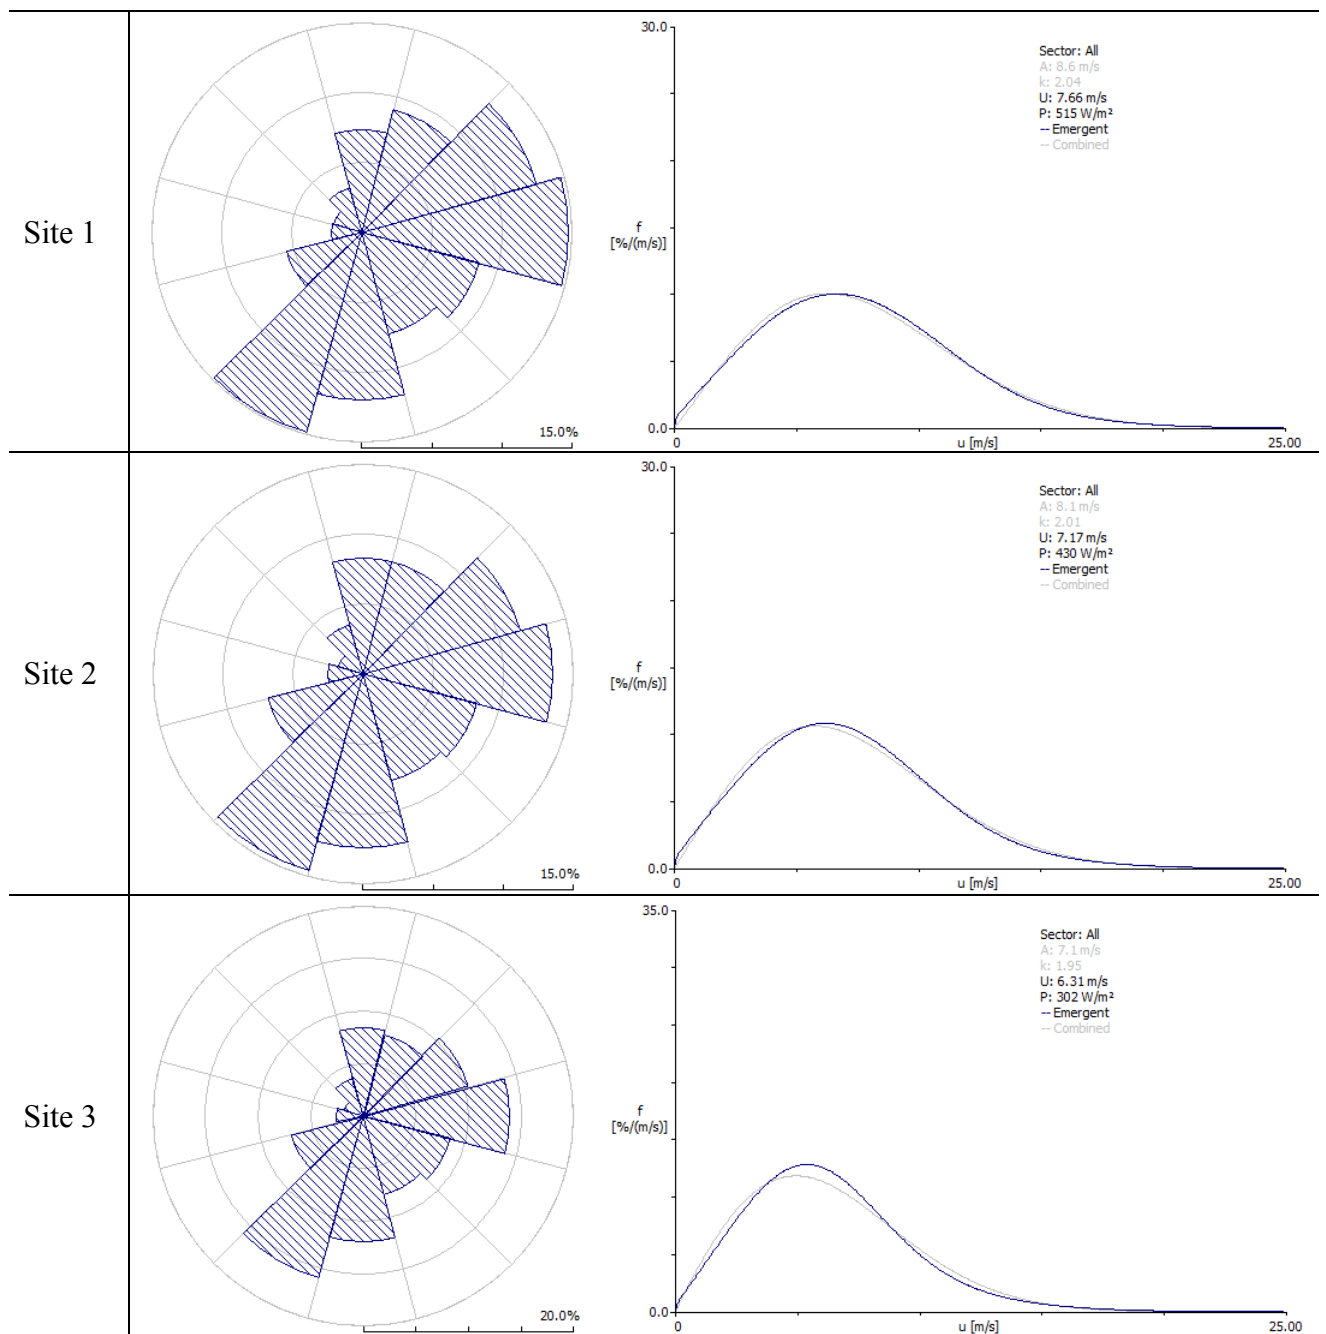 Site 1
15.0%
30.0
f
[%/(m/s)]
0.0
0
u [m/s]
25.00
Sector: All
A: 8.6 m/s
k: 2.04
U: 7.66 m/s
P: 515 W/m²
-- Emergent
-- Combined
Site 2
15.0%
30.0
f
[%/(m/s)]
0.0
0
u [m/s]
25.00
Sector: All
A: 8.1 m/s
k: 2.01
U: 7.17 m/s
P: 430 W/m²
-- Emergent
-- Combined
Site 3
20.0%
35.0
f
[%/(m/s)]
0.0
0
u [m/s]
25.00
Sector: All
A: 7.1 m/s
k: 1.95
U: 6.31 m/s
P: 302 W/m²
-- Emergent
-- Combined